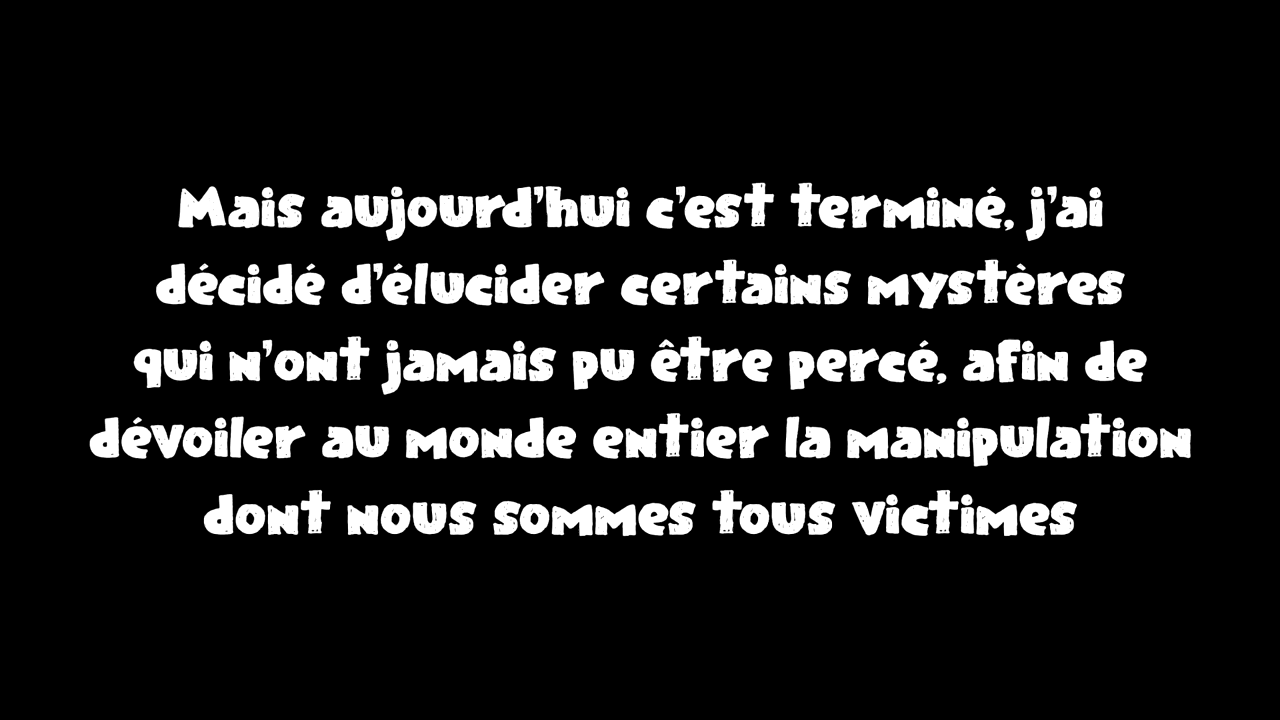 Mais aujourd'hui c'est terminé, j'ai
décidé d'élucider certains mystères
qui n'ont jamais pu être percé, afin de
dévoiler au monde entier la manipulation
dont nous sommes tous victimes